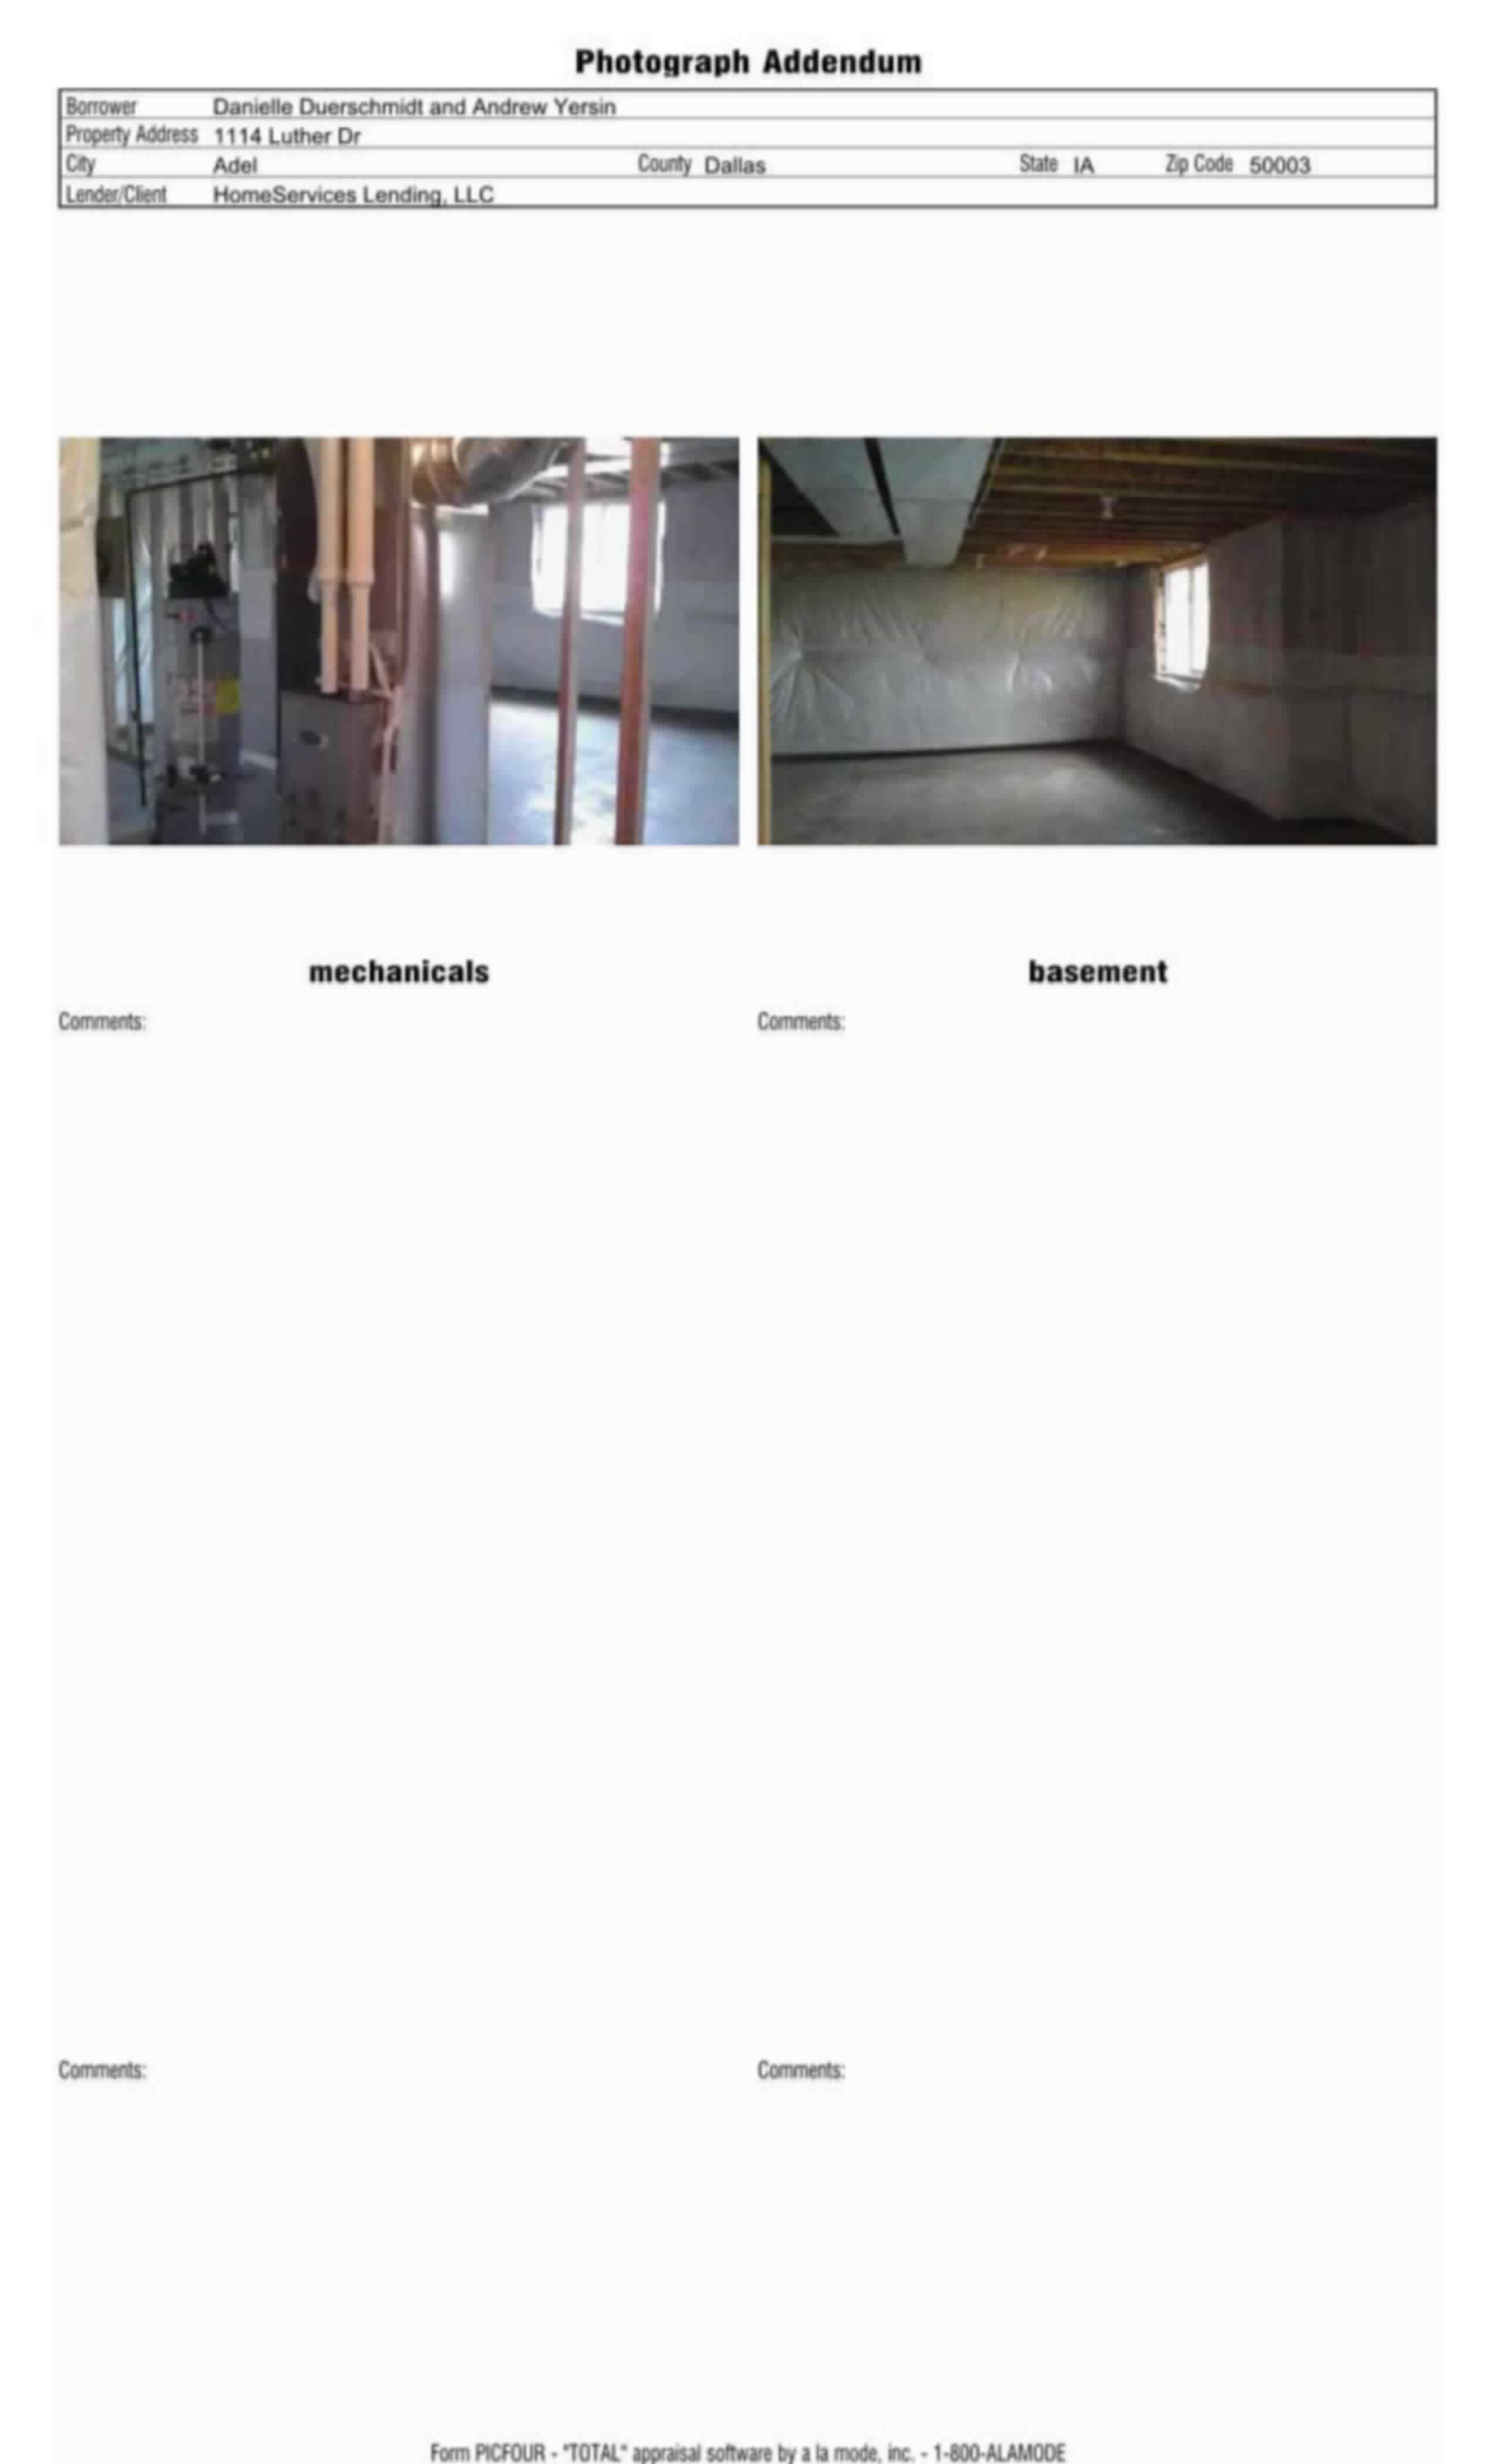 Photograph Addendum
Borrower Danielle Duerschmidt and Andrew Yersin
Property Address 1114 Luther Dr
City Adel County Dallas State IA Zip Code 50003
Lender/Client HomeServices Lending, LLC
mechanicals basement
Comments: Comments:
Comments: Comments:
Form PICFOUR - "TOTAL" appraisal software by a la mode, inc. - 1-800-ALAMODE